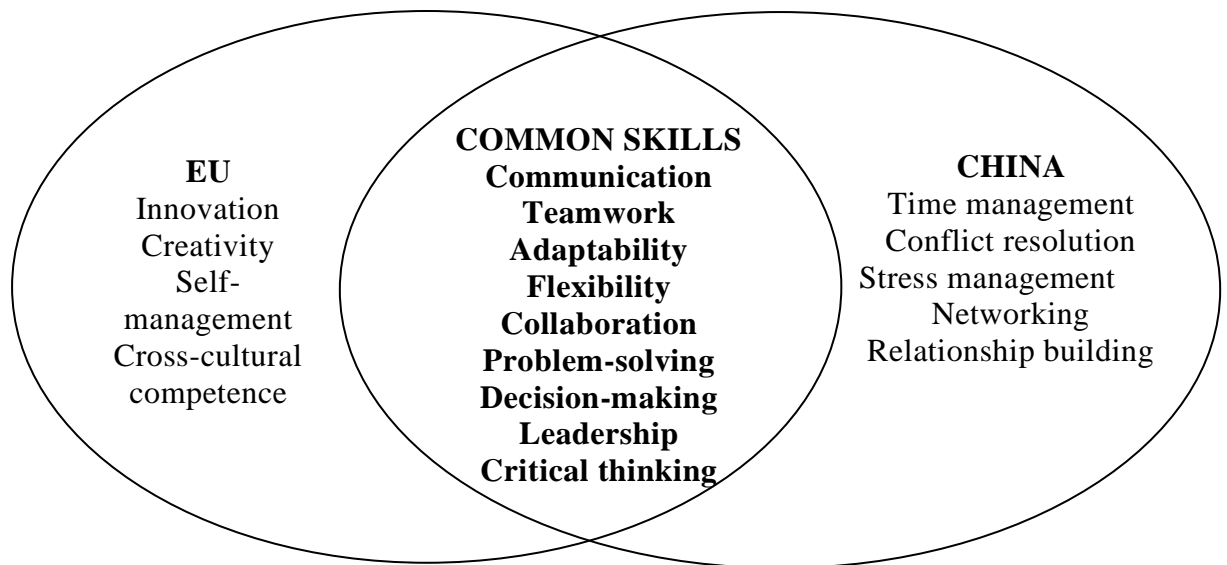 EU
Innovation
Creativity
Self-
management
Cross-cultural
competence
COMMON SKILLS
Communication
Teamwork
Adaptability
Flexibility
Collaboration
Problem-solving
Decision-making
Leadership
Critical thinking
CHINA
Time management
Conflict resolution
Stress management
Networking
Relationship building